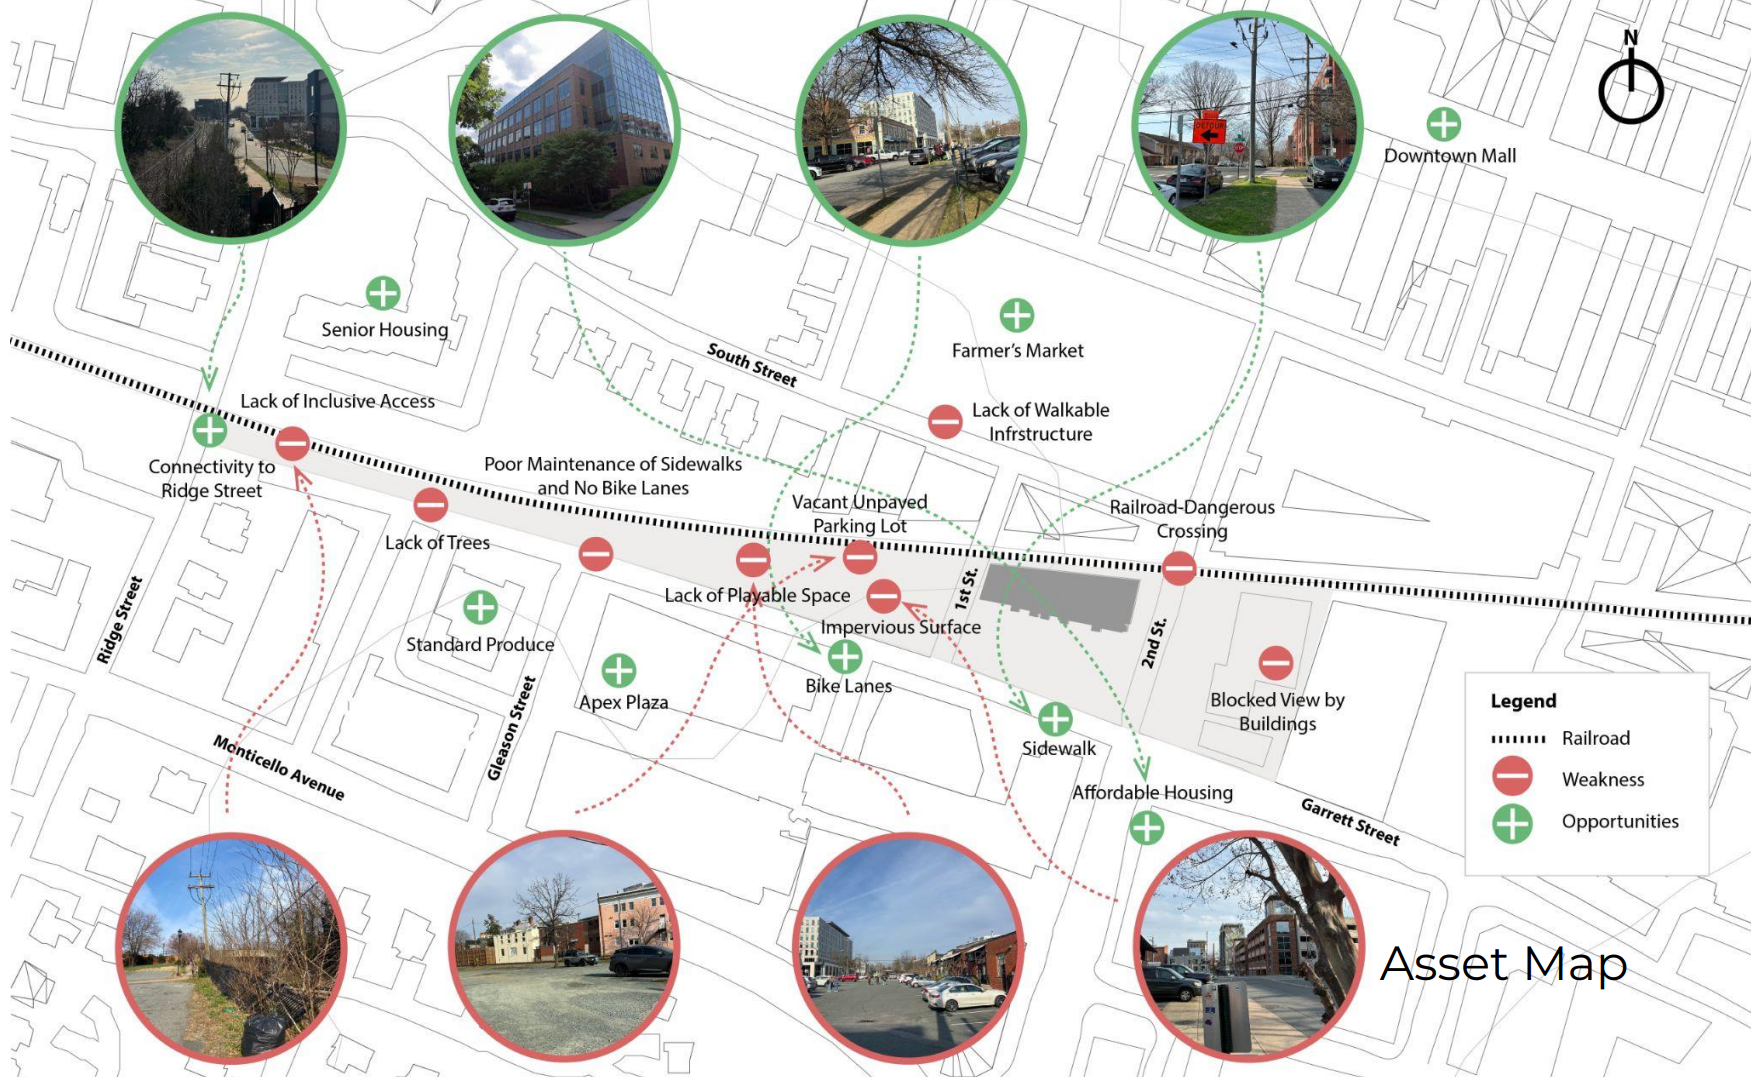 N
DETOUR
Downtown Mall
Senior Housing
Farmer's Market
South Street
Lack of Inclusive Access
Lack of Walkable
Infrstructure
Connectivity to
Ridge Street
Poor Maintenance of Sidewalks
and No Bike Lanes
Vacant Unpaved
Parking Lot
Railroad-Dangerous
Crossing
Lack of Trees
Lack of Playable Space
1st St.
Ridge Street
Standard Produce
Impervious Surface
2nd St.
Apex Plaza
Bike Lanes
Blocked View by
Buildings
Gleason Street
Sidewalk
Monticello Avenue
Affordable Housing
Garrett Street
Legend
Railroad
Weakness
Opportunities
Asset Map